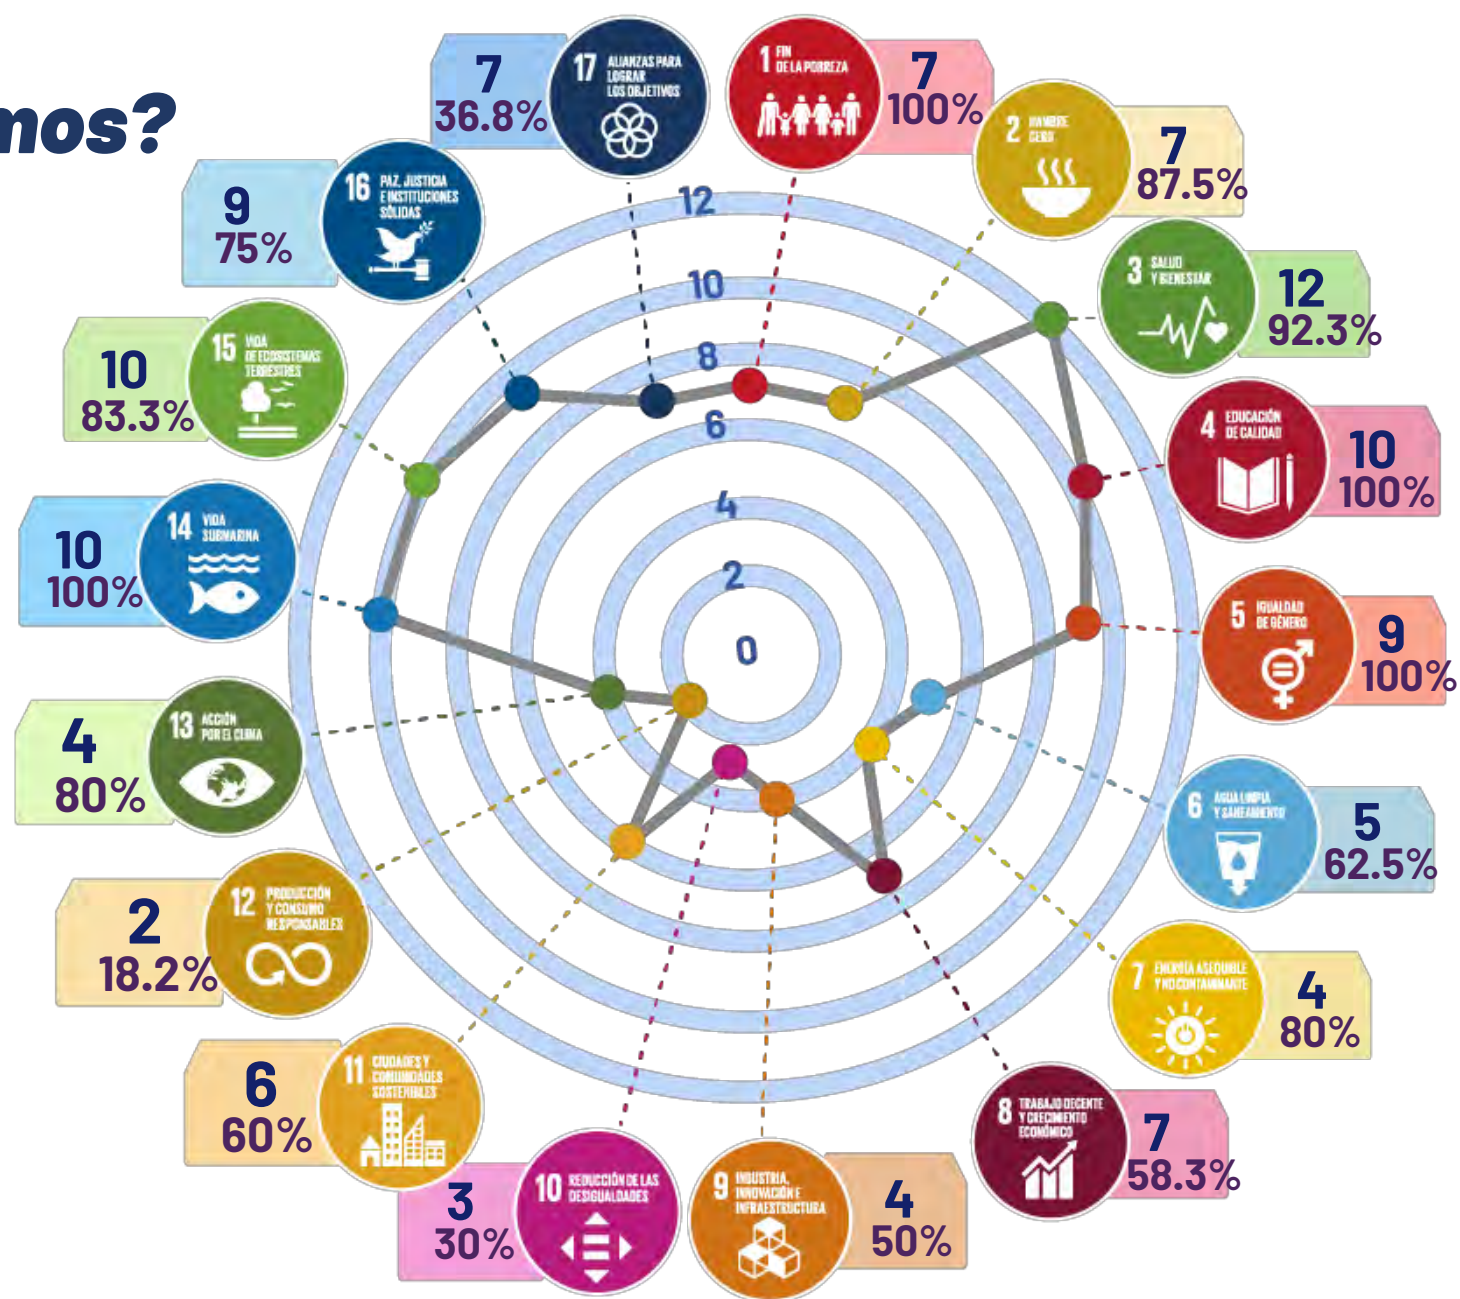 mos?
17 ALIANZAS PARA
LOGRAR
LOS OBJETIVOS
7
36.8%
1 FIN
DE LA POBREZA
7
100%
2 HAMBRE
CERO
7
87.5%
3 SALUD
Y BIENESTAR
12
92.3%
4 EDUCACIÓN
DE CALIDAD
10
100%
5 IGUALDAD
DE GÉNERO
9
100%
6 AGUA LIMPIA
Y SANEAMIENTO
5
62.5%
7 ENERGÍA ASEQUIBLE
Y NO CONTAMINANTE
4
80%
8 TRABAJO DECENTE
Y CRECIMIENTO
ECONÓMICO
7
58.3%
9 INDUSTRIA,
INNOVACIÓN E
INFRAESTRUCTURA
4
50%
10 REDUCCIÓN DE LAS
DESIGUALDADES
3
30%
11 CIUDADES Y
COMUNIDADES
SOSTENIBLES
6
60%
12 PRODUCCIÓN
Y CONSUMO
RESPONSABLES
2
18.2%
13 ACCIÓN
POR EL CLIMA
4
80%
14 VIDA
SUBMARINA
10
100%
15 VIDA
DE ECOSISTEMAS
TERRESTRES
10
83.3%
16 PAZ, JUSTICIA
E INSTITUCIONES
SÓLIDAS
9
75%
12
10
8
6
4
2
0